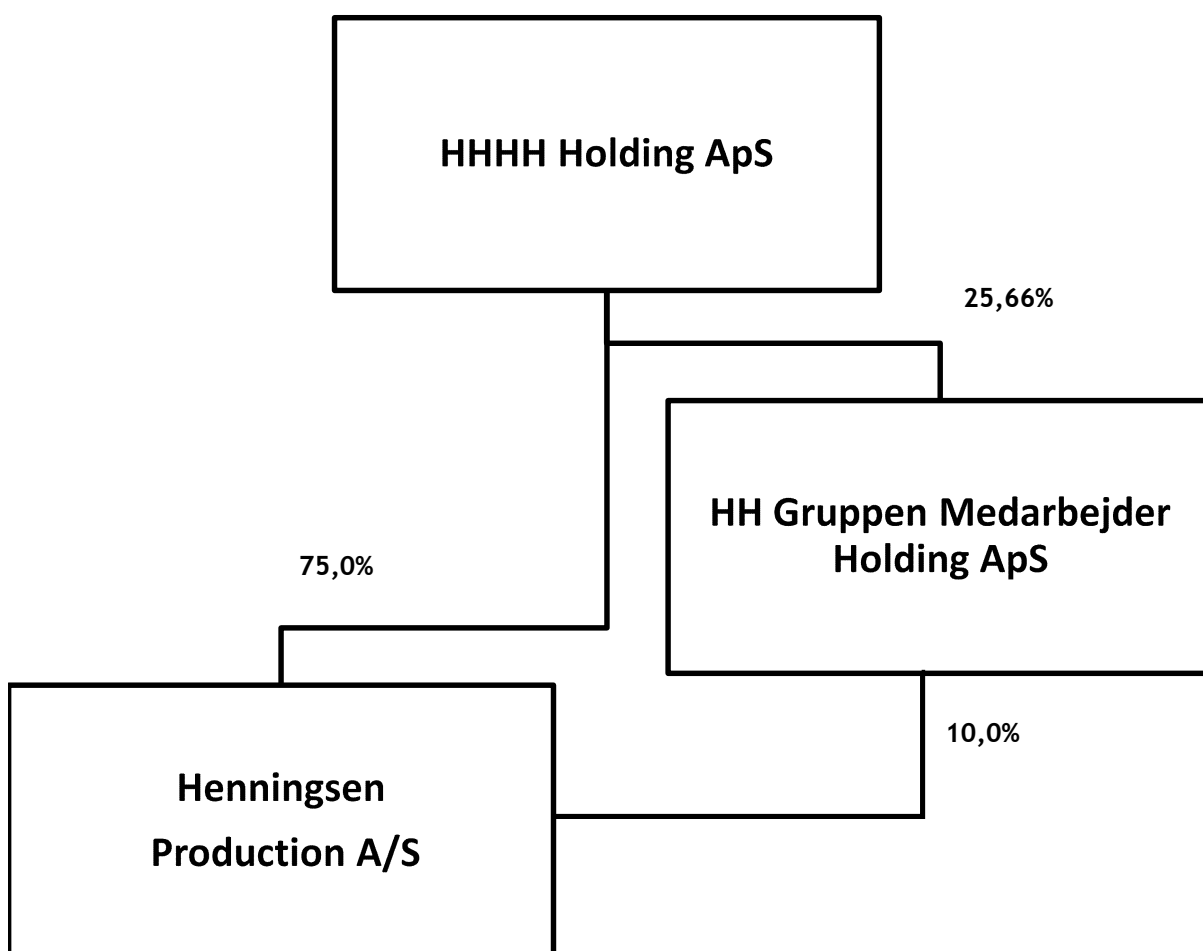 HHHH Holding ApS
25,66%
HH Gruppen Medarbejder
Holding ApS
75,0%
10,0%
Henningsen
Production A/S